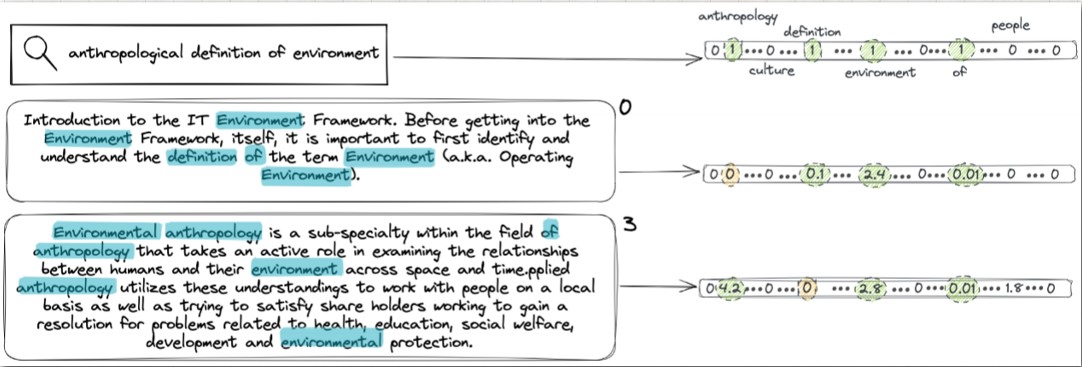 anthropology
people
definition
anthropological definition of environment
0 1 ...0 ... 1 ... 1 ... 0... 1 ... 0 ... 0
culture environment of
0
Introduction to the IT Environment Framework. Before getting into the
Environment Framework, itself, it is important to first identify and
understand the definition of the term Environment (a.k.a. Operating
Environment).
0 0 ...0 ... 0.1 ... 2.4 ... 0... 0.01 ... 0 ... 0
3
Environmental anthropology is a sub-specialty within the field of
anthropology that takes an active role in examining the relationships
between humans and their environment across space and time.pplied
anthropology utilizes these understandings to work with people on a local
basis as well as trying to satisfy share holders working to gain a
resolution for problems related to health, education, social welfare,
development and environmental protection.
0 4.2 ...0 ... 0 ... 2.8 ... 0... 0.01 ... 1.8 ... 0